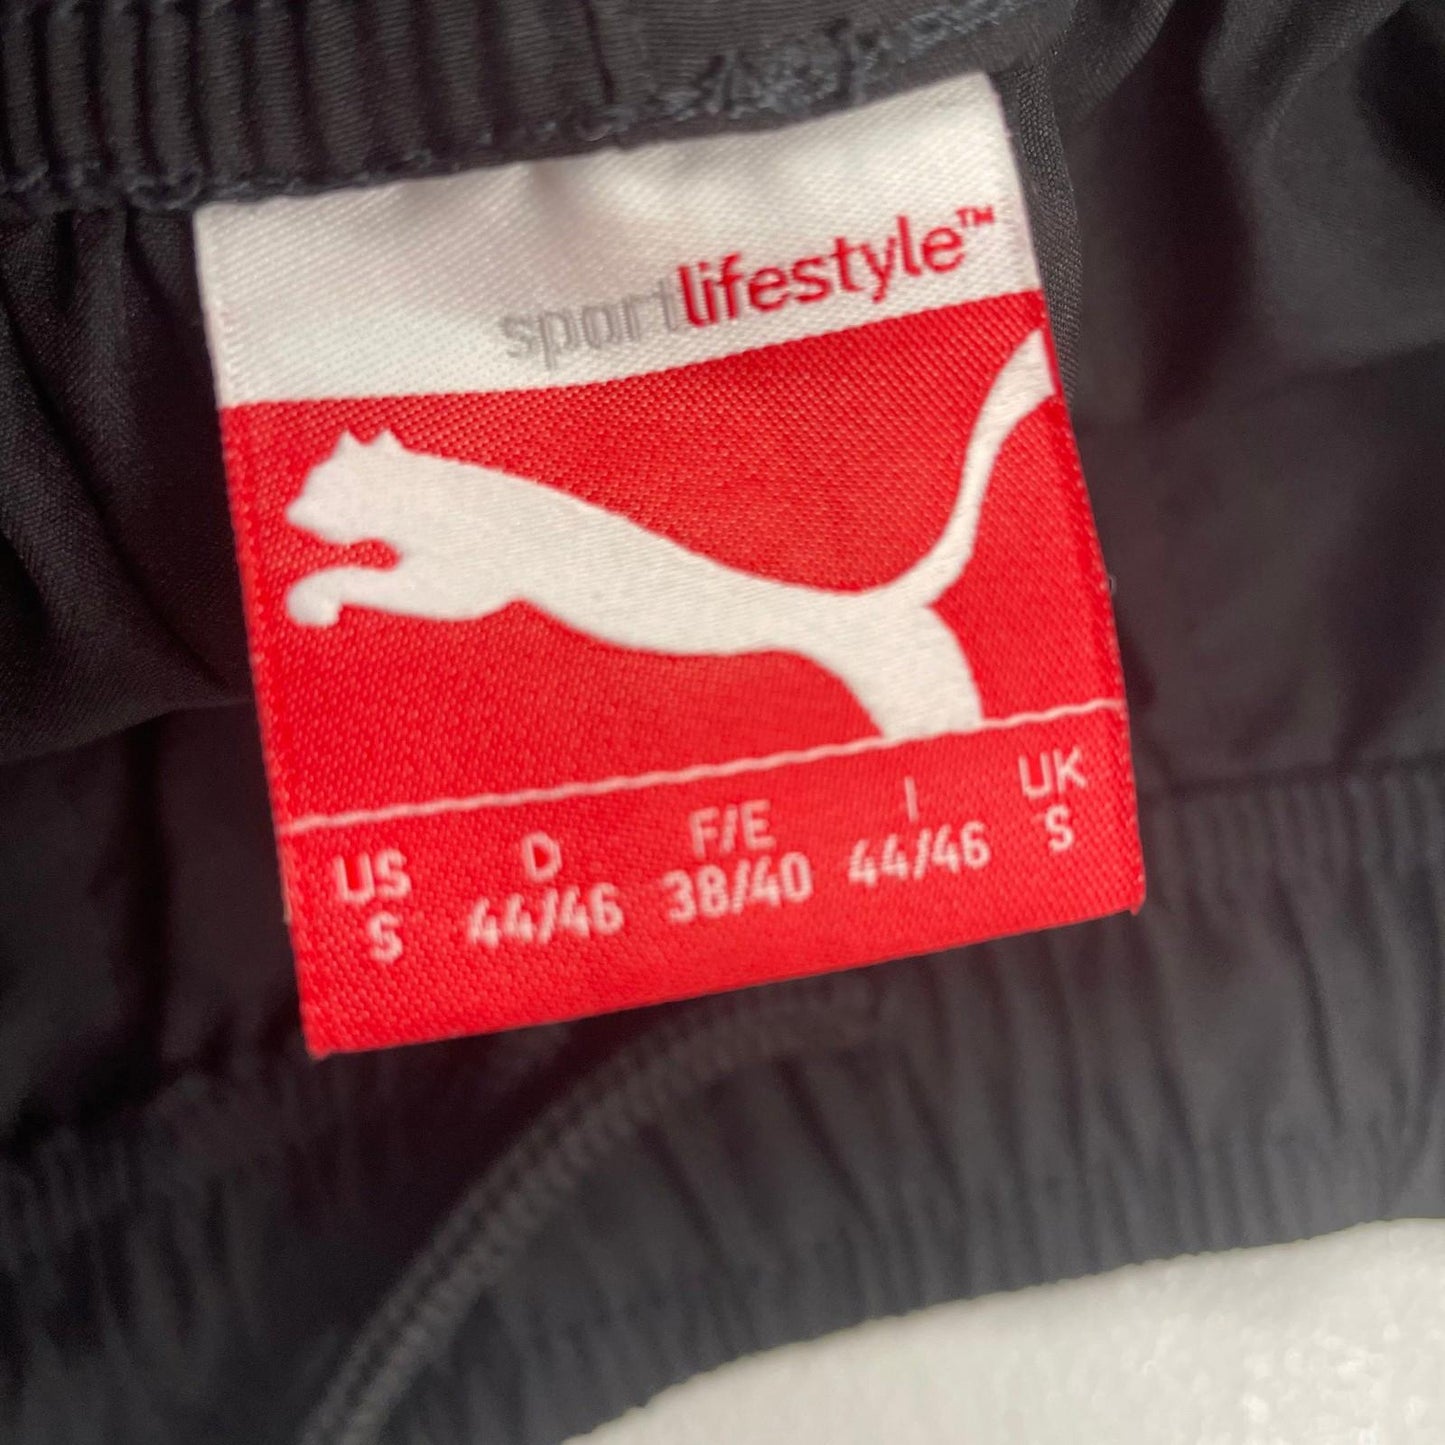 sportlifestyle™
US D F/E I UK
S 44/46 38/40 44/46 S